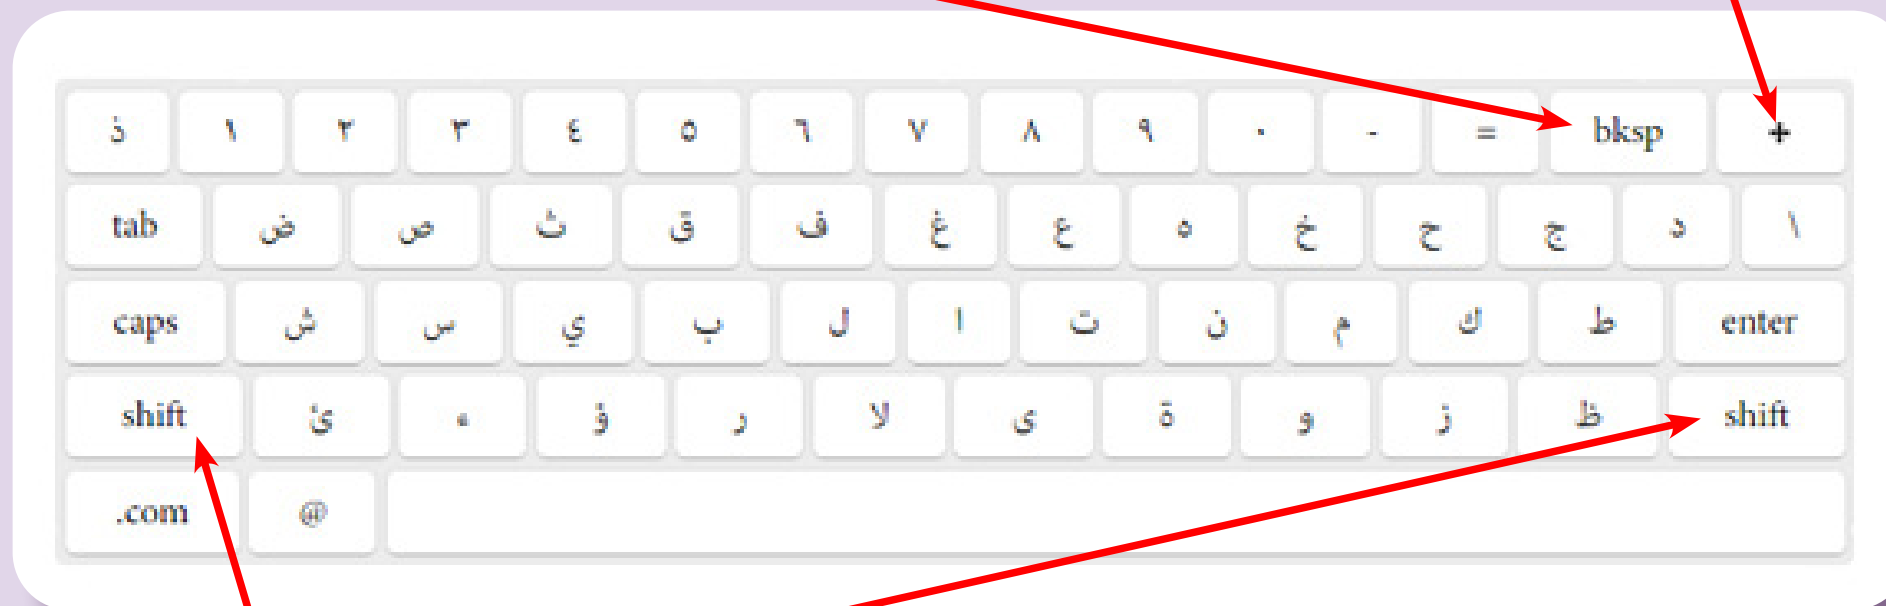 ذ ١ ٢ ٣ ٤ ٥ ٦ ٧ ٨ ٩ ٠ - = bksp +
tab ض ص ث ق ف غ ع ه خ ح ج د \
caps ش س ي ب ل ا ت ن م ك ط enter
shift ئ ء ؤ ر لا ى ة و ز ظ shift
.com @